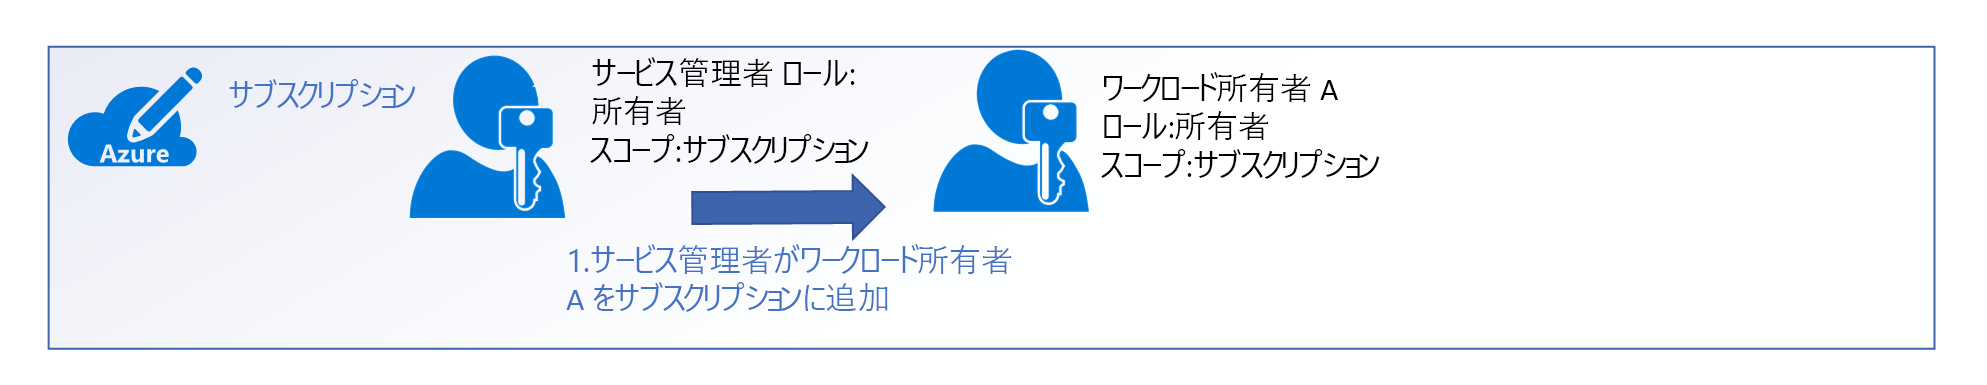 Azure
サブスクリプション
サービス管理者 ロール:
所有者
スコープ:サブスクリプション
ワークロード所有者 A
ロール:所有者
スコープ:サブスクリプション
1.サービス管理者がワークロード所有者
A をサブスクリプションに追加